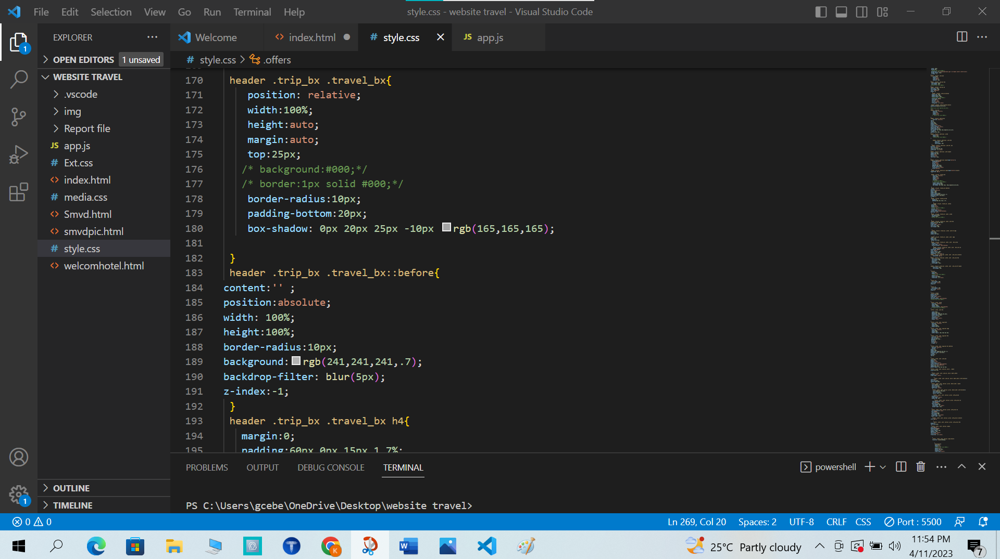 File Edit Selection View Go Run Terminal Help
style.css - website travel - Visual Studio Code
EXPLORER
OPEN EDITORS 1 unsaved
WEBSITE TRAVEL
.vscode
img
Report file
JS app.js
# Ext.css
<> index.html
# media.css
<> Smvd.html
<> smvdpic.html
# style.css
<> welcomhotel.html
OUTLINE
TIMELINE
1
1
Welcome
<> index.html
# style.css
JS app.js
# style.css > .offers
170 header .trip_bx .travel_bx{
171 position: relative;
172 width:100%;
173 height:auto;
174 margin:auto;
175 top:25px;
176 /* background:#000;*/
177 /* border:1px solid #000;*/
178 border-radius:10px;
179 padding-bottom:20px;
180 box-shadow: 0px 20px 25px -10px rgb(165,165,165);
181
182 }
183 header .trip_bx .travel_bx::before{
184 content:'' ;
185 position:absolute;
186 width: 100%;
187 height:100%;
188 border-radius:10px;
189 background:rgb(241,241,241,.7);
190 backdrop-filter: blur(5px);
191 z-index:-1;
192 }
193 header .trip_bx .travel_bx h4{
194 margin:0;
195 padding:60px 0px 15px 1.7%;
PROBLEMS OUTPUT DEBUG CONSOLE TERMINAL
powershell
PS C:\Users\gcebe\OneDrive\Desktop\website travel>
0 0
Ln 269, Col 20 Spaces: 2 UTF-8 CRLF CSS Port : 5500
25°C Partly cloudy
11:54 PM
4/11/2023
7